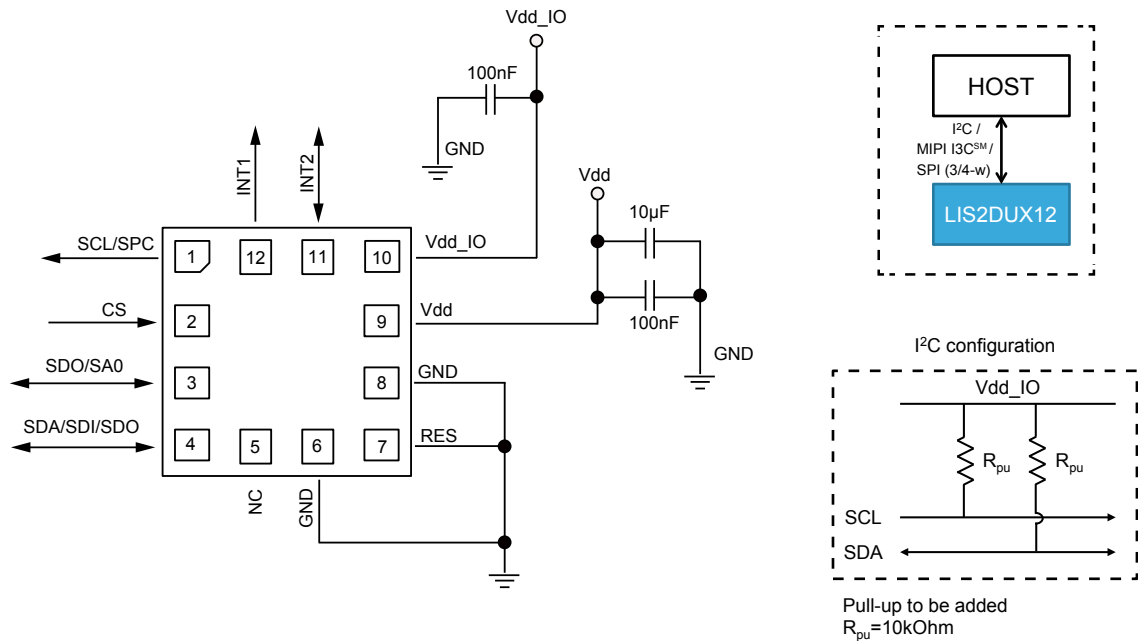 Vdd_IO
100nF
GND
INT1
INT2
Vdd
10µF
100nF
GND
SCL/SPC
CS
SDO/SA0
SDA/SDI/SDO
1
12
11
10
2
9
3
8
4
5
6
7
Vdd_IO
Vdd
GND
RES
NC
GND
HOST
I²C /
MIPI I3C℠/
SPI (3/4-w)
LIS2DUX12
I²C configuration
Vdd_IO
Rpu
Rpu
SCL
SDA
Pull-up to be added
Rpu=10kOhm